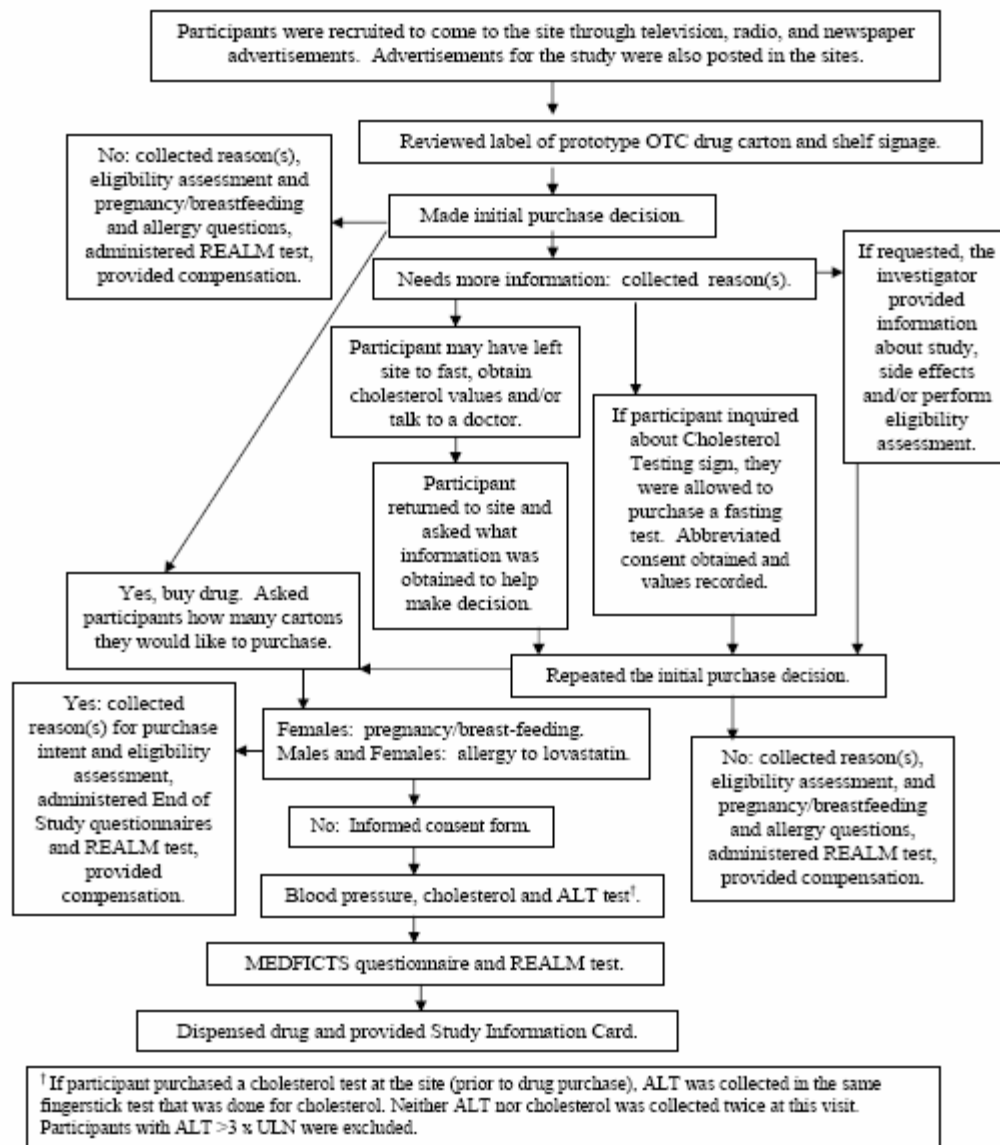 Participants were recruited to come to the site through television, radio, and newspaper
advertisements. Advertisements for the study were also posted in the sites.
Reviewed label of prototype OTC drug carton and shelf signage.
No: collected reason(s),
eligibility assessment and
pregnancy/breastfeeding
and allergy questions,
administered REALM test,
provided compensation.
Made initial purchase decision.
Needs more information: collected reason(s).
If requested, the
investigator
provided
information
about study,
side effects
and/or perform
eligibility
assessment.
Participant may have left
site to fast, obtain
cholesterol values and/or
talk to a doctor.
If participant inquired
about Cholesterol
Testing sign, they
were allowed to
purchase a fasting
test. Abbreviated
consent obtained and
values recorded.
Participant
returned to site and
asked what
information was
obtained to help
make decision.
Yes, buy drug. Asked
participants how many cartons
they would like to purchase.
Repeated the initial purchase decision.
Yes: collected
reason(s) for purchase
intent and eligibility
assessment,
administered End of
Study questionnaires
and REALM test,
provided
compensation.
Females: pregnancy/breast-feeding.
Males and Females: allergy to lovastatin.
No: collected reason(s),
eligibility assessment, and
pregnancy/breastfeeding
and allergy questions,
administered REALM test,
provided compensation.
No: Informed consent form.
Blood pressure, cholesterol and ALT test†.
MEDFICTS questionnaire and REALM test.
Dispensed drug and provided Study Information Card.
† If participant purchased a cholesterol test at the site (prior to drug purchase), ALT was collected in the same
fingerstick test that was done for cholesterol. Neither ALT nor cholesterol was collected twice at this visit.
Participants with ALT >3 x ULN were excluded.